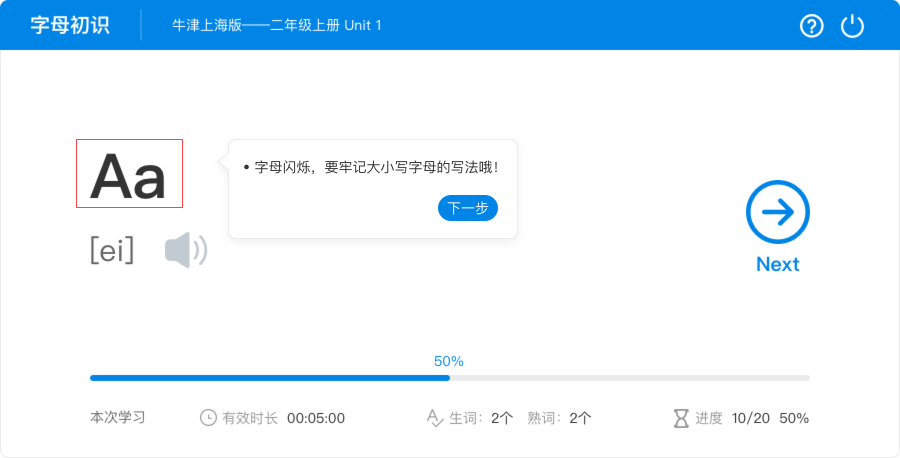 字母初识
牛津上海版——二年级上册 Unit 1
Aa
• 字母闪烁，要牢记大小写字母的写法哦！
下一步
[ei]
Next
50%
本次学习 有效时长 00:05:00 生词：2个 熟词：2个 进度 10/20 50%